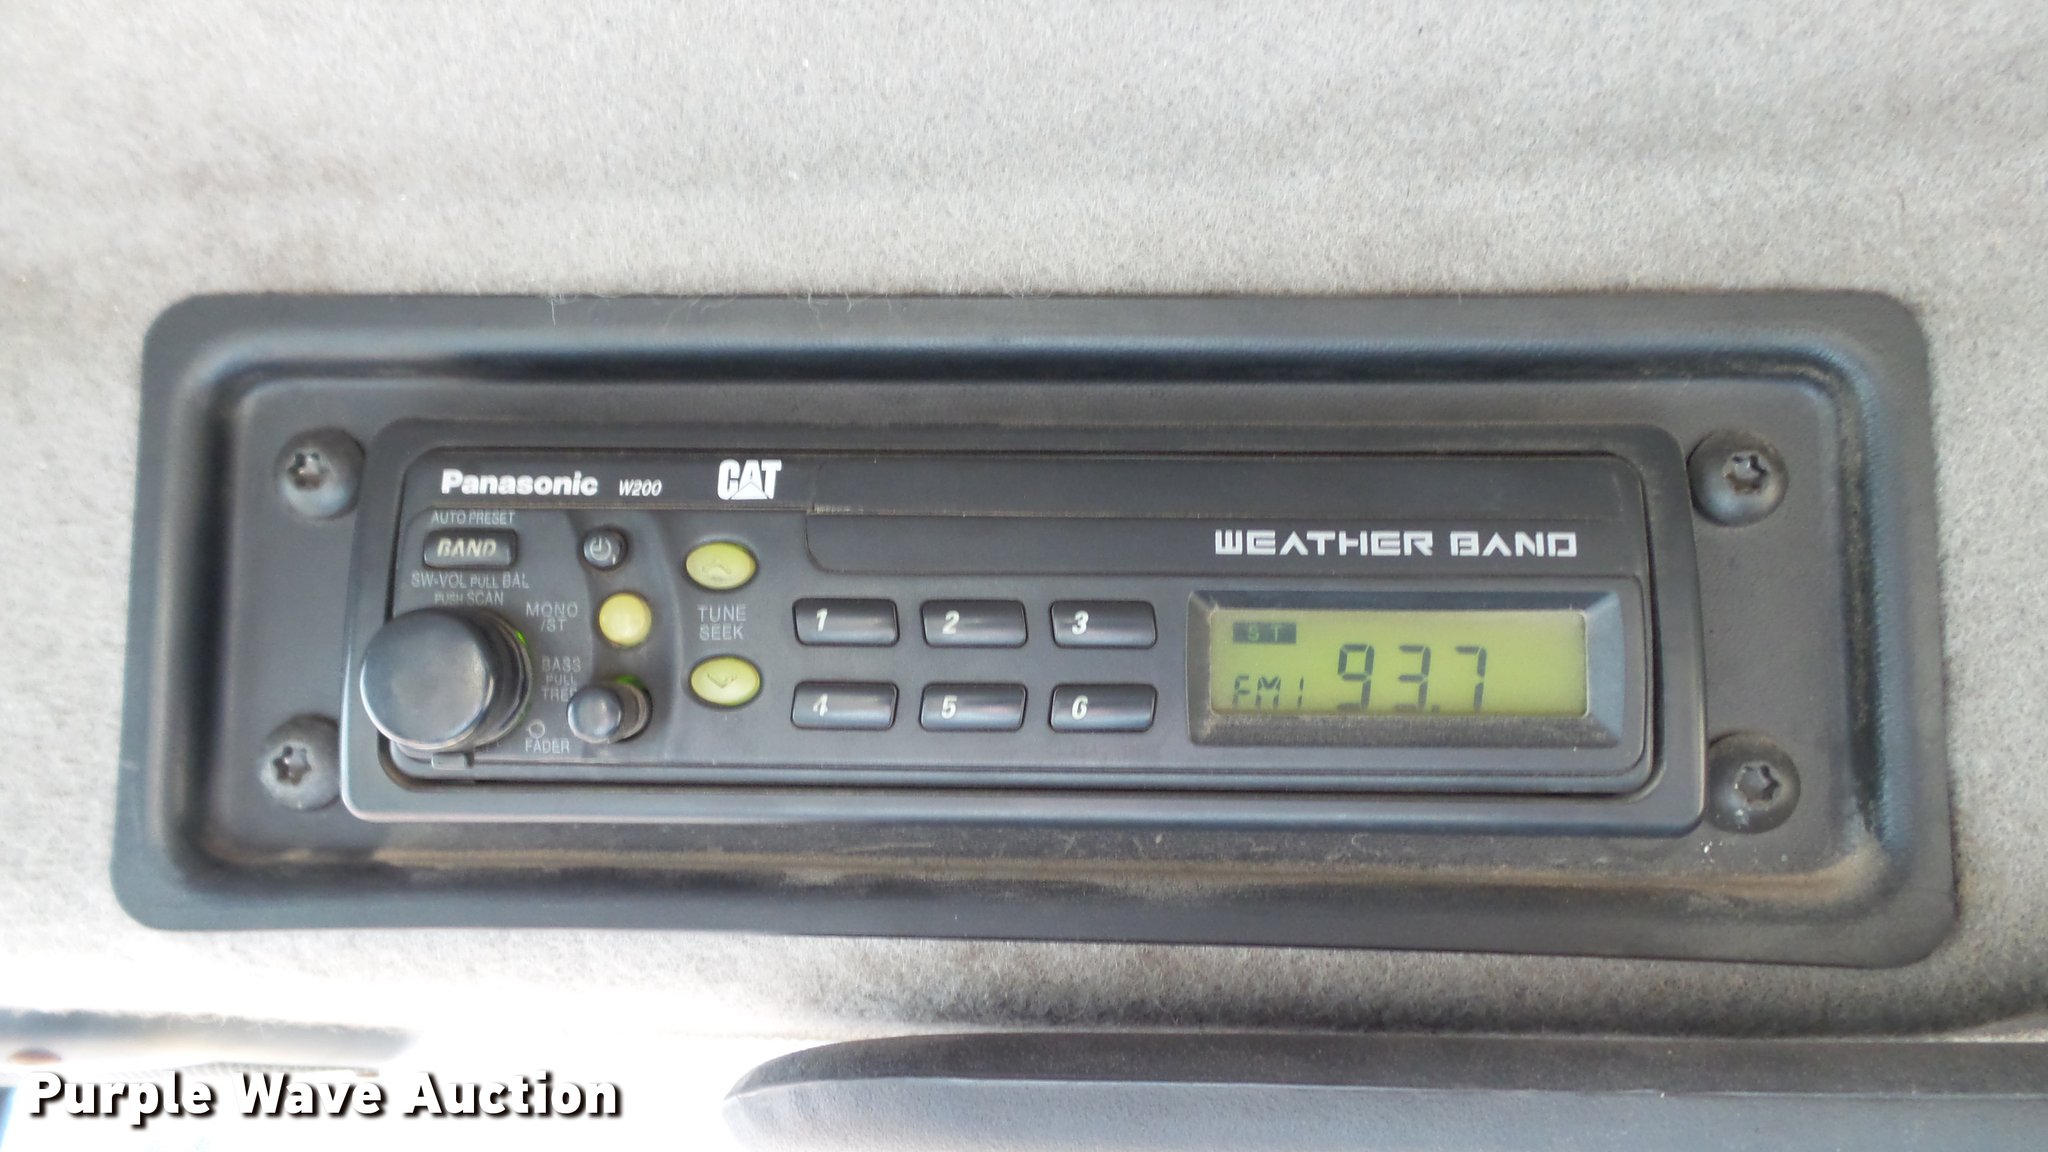 Panasonic W200 CAT
AUTO PRESET
BAND
WEATHER BAND
SW-VOL PULL BAL
PUSH SCAN
MONO
/ST
TUNE
SEEK
1 2 3
ST
BASS
PULL
TREB
FM1 93.7
4 5 6
FADER
Purple Wave Auction